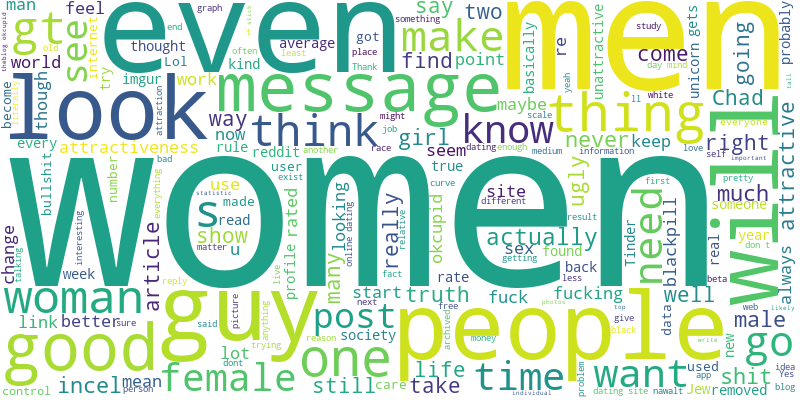 man feel end graph
theblog okcupid old
gt see internet thought Lol often
even
world try though imgur kind
average least something rt stick
got place Thank
men
make say two
find point basically
come re maybe
unattractive study day mind
unicorn gets going probably tail
look
become literally attraction
message
thing
Chad
white ll everyone
every way work now
attractiveness rule reddit
think girl seem
might job race
know
never right keep
scale dating enough medium information
love self important
women
will
always attractive
bullshit number bad
everything user exist another
true curve
site ugly
someone much
pretty
change week article
interesting talking
s use made read show u
statistic matter reply
looking really many
profile rated online dating
relative fact
okcupid
actually sex found
different result getting
need
Tinder blackpill
first year real
don t
woman
link better sure
picture live
guy
post
start truth rate
back less fuck fucking
well
beta data
web likely
good
said anything trying
one
next society
free archived
people
photos og give black
male new
top
go
control incel mean person
lot dont
female
reason still life care take
time
money
individual
want
problem
shit
write
dating site Jew
used app removed
nawalt
idea Yes blog